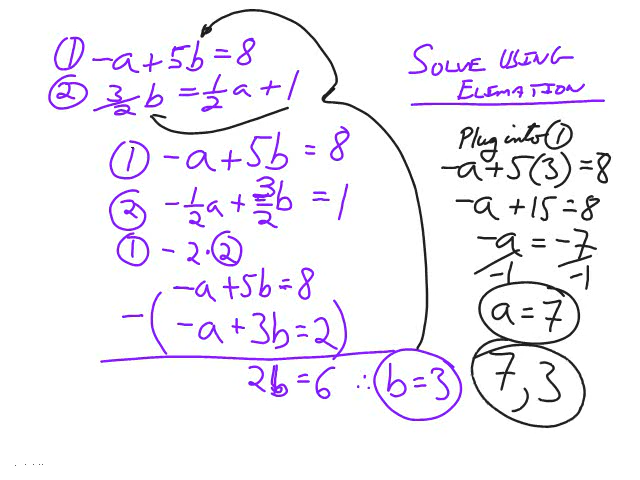 ① -a+5b=8
② 3/2 b = 1/2 a + 1
① -a+5b=8
② -1/2 a + 3/2 b = 1
① - 2·②
-a+5b=8
-(-a+3b=2)
2b=6 ∴ b=3
SOLVE USING
ELIMATION
Plug into ①
-a+5(3)=8
-a+15=8
-a=-7
-1 -1
a=7
7,3